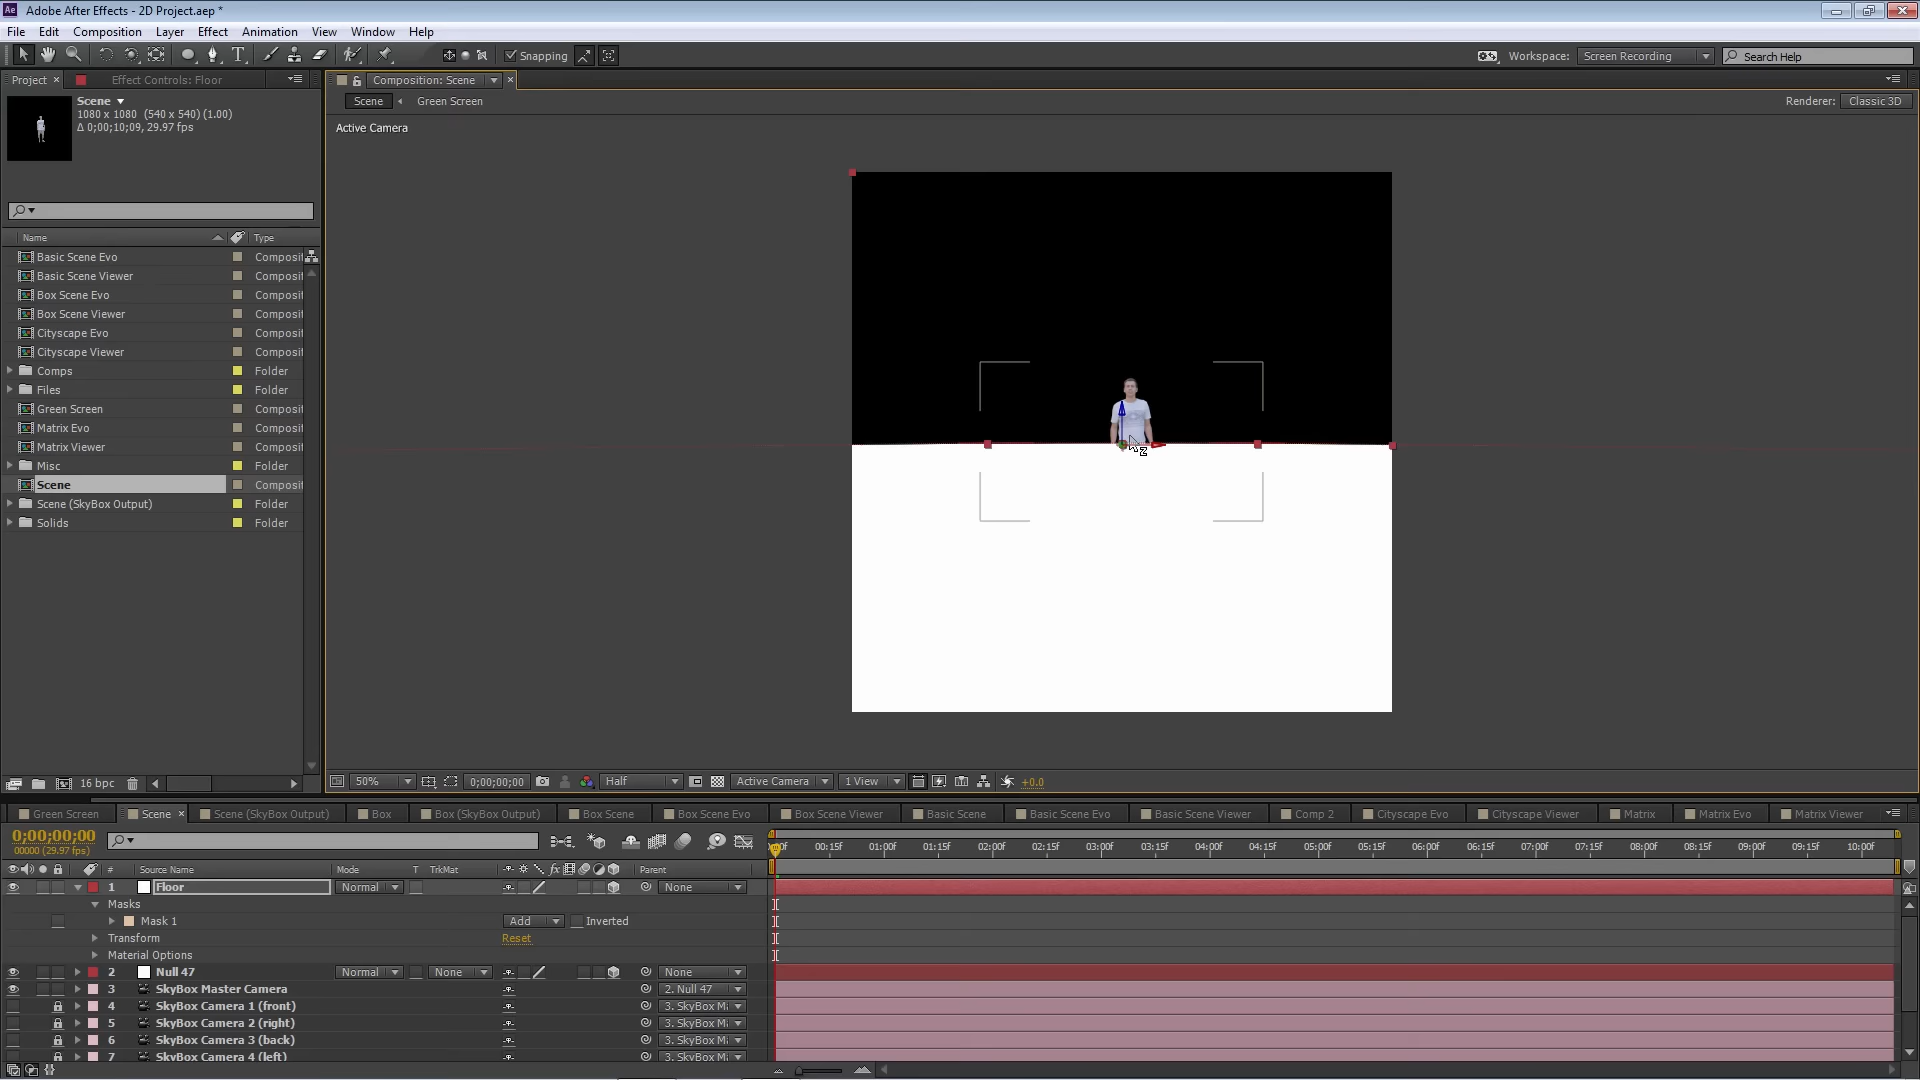 Adobe After Effects - 2D Project.aep *
File Edit Composition Layer Effect Animation View Window Help
Snapping
Workspace: Screen Recording Search Help
Project Effect Controls: Floor
Composition: Scene
Scene
1080 x 1080 (540 x 540) (1.00)
Δ 0;00;10;09, 29.97 fps
Scene Green Screen
Renderer: Classic 3D
Active Camera
Name Type
Basic Scene Evo Composit
Basic Scene Viewer Composit
Box Scene Evo Composit
Box Scene Viewer Composit
Cityscape Evo Composit
Cityscape Viewer Composit
Comps Folder
Files Folder
Green Screen Composit
Matrix Evo Composit
Matrix Viewer Composit
Misc Folder
Scene Composit
Scene (SkyBox Output) Folder
Solids Folder
16 bpc
50% 0;00;00;00 Half Active Camera 1 View +0.0
Green Screen Scene Scene (SkyBox Output) Box Box (SkyBox Output) Box Scene Box Scene Evo Box Scene Viewer Basic Scene Basic Scene Evo Basic Scene Viewer Comp 2 Cityscape Evo Cityscape Viewer Matrix Matrix Evo Matrix Viewer
0;00;00;00
00000 (29.97 fps)
00:15f 01:00f 01:15f 02:00f 02:15f 03:00f 03:15f 04:00f 04:15f 05:00f 05:15f 06:00f 06:15f 07:00f 07:15f 08:00f 08:15f 09:00f 09:15f 10:00f
# Source Name Mode T TrkMat fx Parent
1 Floor Normal None
Masks
Mask 1 Add Inverted
Transform Reset
Material Options
2 Null 47 Normal None None
3 SkyBox Master Camera 2. Null 47
4 SkyBox Camera 1 (front) 3. SkyBox M
5 SkyBox Camera 2 (right) 3. SkyBox M
6 SkyBox Camera 3 (back) 3. SkyBox M
7 SkyBox Camera 4 (left) 3. SkyBox M